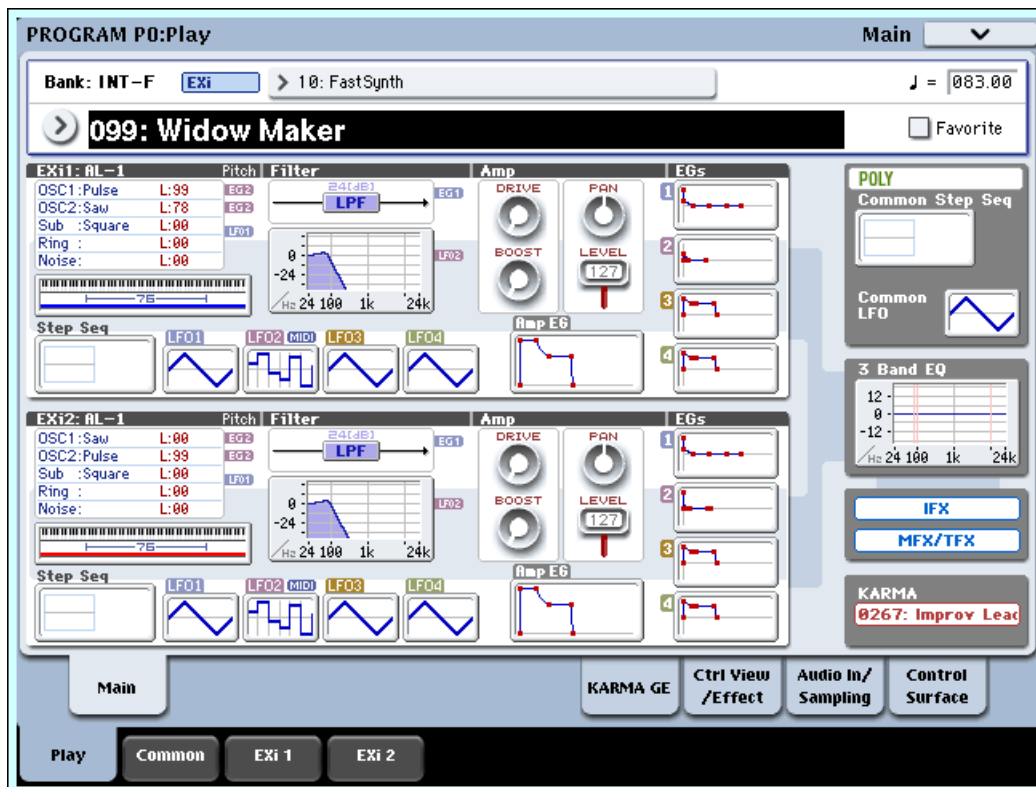 PROGRAM P0:Play Main
Bank: INT-F EXi 10: FastSynth ♩ = 083.00
099: Widow Maker Favorite
EXi1: AL-1 Pitch Filter Amp EGs
OSC1:Pulse L:99 EG2
OSC2:Saw L:78 EG2
Sub :Square L:00 LFO1
Ring : L:00
Noise: L:00
76
24[dB]
LPF EG1
0
-24
LFO2
Hz 24 100 1k 24k
DRIVE PAN
BOOST LEVEL
127
1
2
3
4
Step Seq LFO1 LFO2 MIDI LFO3 LFO4 Amp EG
EXi2: AL-1 Pitch Filter Amp EGs
OSC1:Saw L:00 EG2
OSC2:Saw L:99 EG2
Sub :Square L:00 LFO1
Ring : L:00
Noise: L:00
76
24[dB]
LPF EG1
0
-24
LFO2
Hz 24 100 1k 24k
DRIVE PAN
BOOST LEVEL
127
1
2
3
4
Step Seq LFO1 LFO2 MIDI LFO3 LFO4 Amp EG
POLY
Common Step Seq
Common
LFO
3 Band EQ
12
0
-12
Hz 24 100 1k 24k
IFX
MFX/TFX
KARMA
0267: Improv Lead
Main KARMA GE Ctrl View
/Effect Audio In/
Sampling Control
Surface
Play Common EXi 1 EXi 2